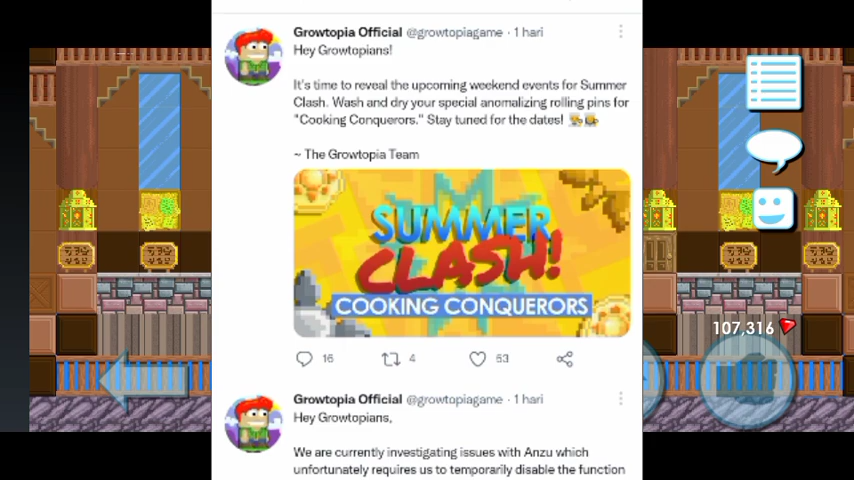 Growtopia Official @growtopiagame · 1 hari
Hey Growtopians!
It's time to reveal the upcoming weekend events for Summer
Clash. Wash and dry your special anomalizing rolling pins for
"Cooking Conquerors." Stay tuned for the dates!
~ The Growtopia Team
SUMMER
CLASH!
COOKING CONQUERORS
16 4 63
107,316
Growtopia Official @growtopiagame · 1 hari
Hey Growtopians,
We are currently investigating issues with Anzu which
unfortunately requires us to temporarily disable the function